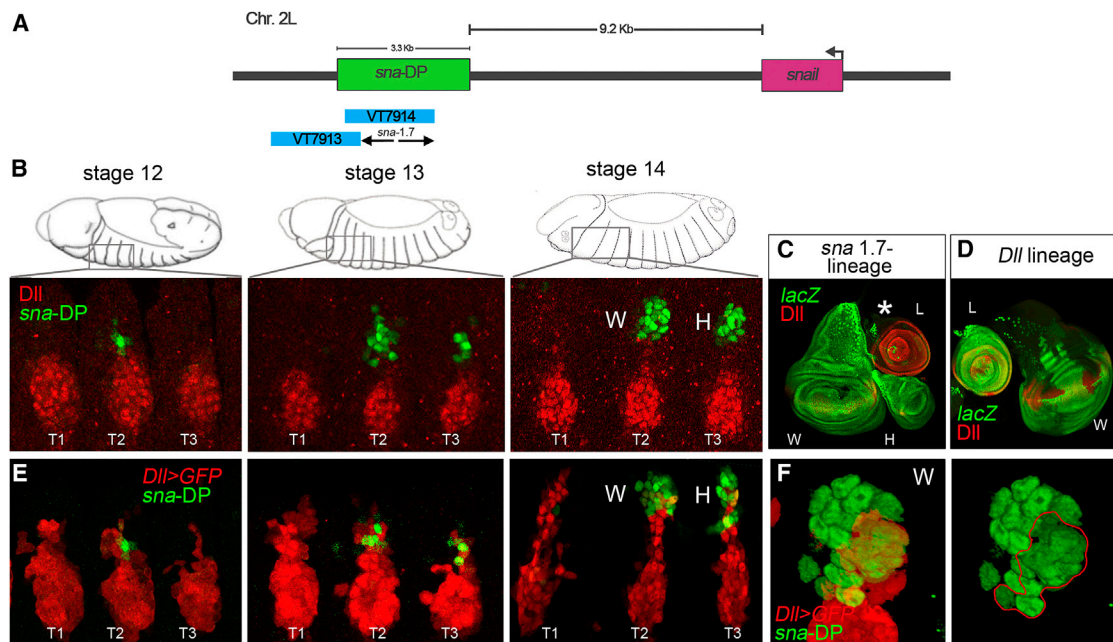 A
Chr. 2L
9.2 Kb
3.3 Kb
sna-DP
snail
VT7914
sna-1.7
VT7913
B
stage 12
stage 13
stage 14
Dll
sna-DP
T1
T2
T3
T1
T2
T3
W
H
T1
T2
T3
C
sna 1.7-
lineage
lacZ
Dll
*
L
W
H
D
Dll lineage
L
lacZ
Dll
W
E
Dll>GFP
sna-DP
T1
T2
T3
T1
T2
T3
W
H
T1
T2
T3
F
W
Dll>GFP
sna-DP